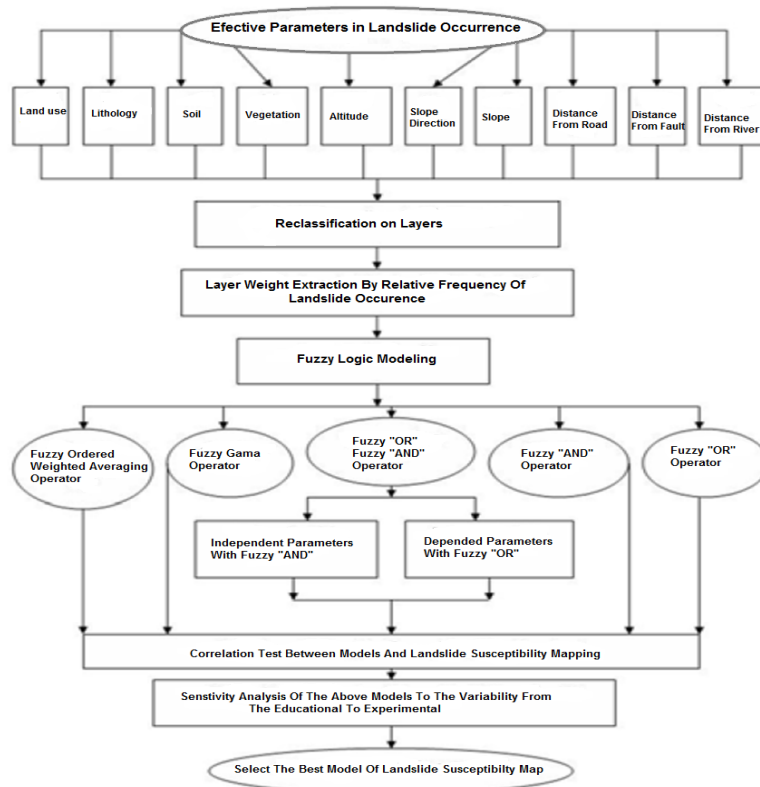 Efective Parameters in Landslide Occurrence
Land use
Lithology
Soil
Vegetation
Altitude
Slope
Direction
Slope
Distance
From Road
Distance
From Fault
Distance
From River
Reclassification on Layers
Layer Weight Extraction By Relative Frequency Of
Landslide Occurence
Fuzzy Logic Modeling
Fuzzy Ordered
Weighted Averaging
Operator
Fuzzy Gama
Operator
Fuzzy "OR"
Fuzzy "AND"
Operator
Fuzzy "AND"
Operator
Fuzzy "OR"
Operator
Independent Parameters
With Fuzzy "AND"
Depended Parameters
With Fuzzy "OR"
Correlation Test Between Models And Landslide Susceptibility Mapping
Senstivity Analysis Of The Above Models To The Variability From
The Educational To Experimental
Select The Best Model Of Landslide Susceptibilty Map